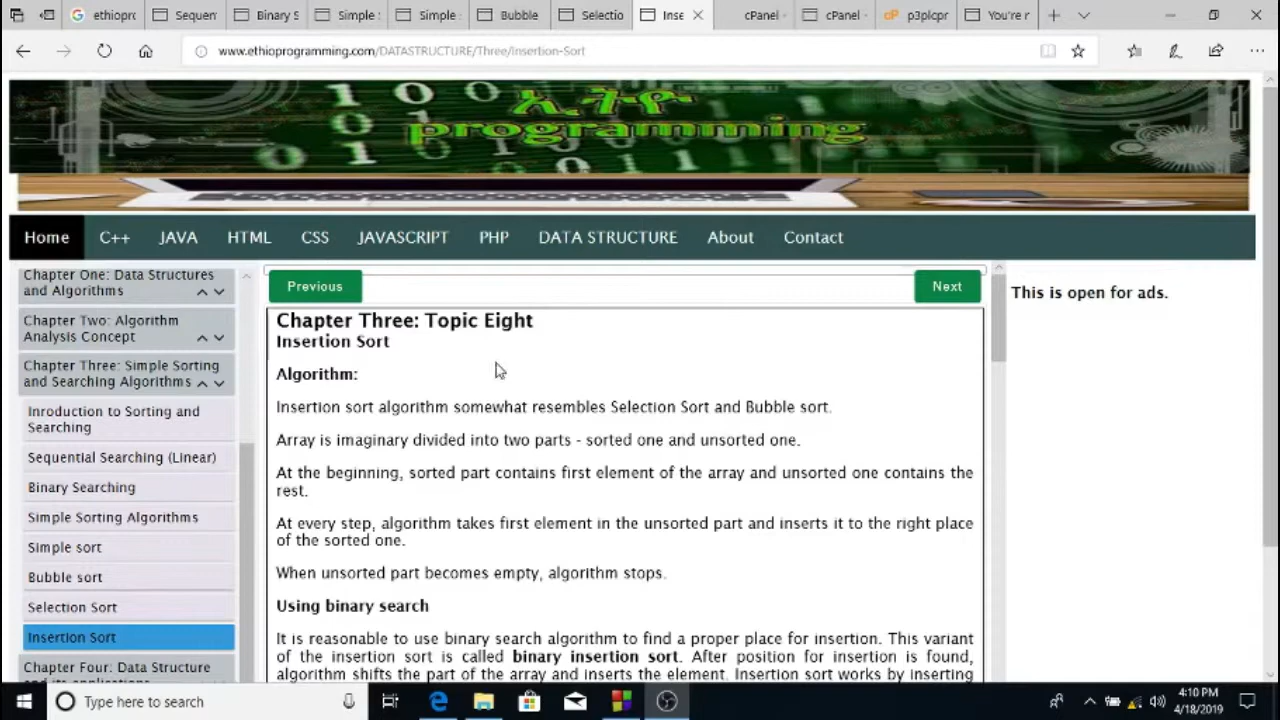 ethiopro
Sequen
Binary S
Simple
Simple
Bubble
Selectio
Inse
cPanel
cPanel
p3plcpr
You're r
www.ethioprogramming.com/DATASTRUCTURE/Three/Insertion-Sort
ኢትዮ
programming
Home C++ JAVA HTML CSS JAVASCRIPT PHP DATA STRUCTURE About Contact
Chapter One: Data Structures
and Algorithms
Chapter Two: Algorithm
Analysis Concept
Chapter Three: Simple Sorting
and Searching Algorithms
Inroduction to Sorting and
Searching
Sequential Searching (Linear)
Binary Searching
Simple Sorting Algorithms
Simple sort
Bubble sort
Selection Sort
Insertion Sort
Chapter Four: Data Structure
Previous
Next
Chapter Three: Topic Eight
Insertion Sort
Algorithm:
Insertion sort algorithm somewhat resembles Selection Sort and Bubble sort.
Array is imaginary divided into two parts - sorted one and unsorted one.
At the beginning, sorted part contains first element of the array and unsorted one contains the
rest.
At every step, algorithm takes first element in the unsorted part and inserts it to the right place
of the sorted one.
When unsorted part becomes empty, algorithm stops.
Using binary search
It is reasonable to use binary search algorithm to find a proper place for insertion. This variant
of the insertion sort is called binary insertion sort. After position for insertion is found,
algorithm shifts the part of the array and inserts the element. Insertion sort works by inserting
This is open for ads.
Type here to search
4:10 PM
4/18/2019